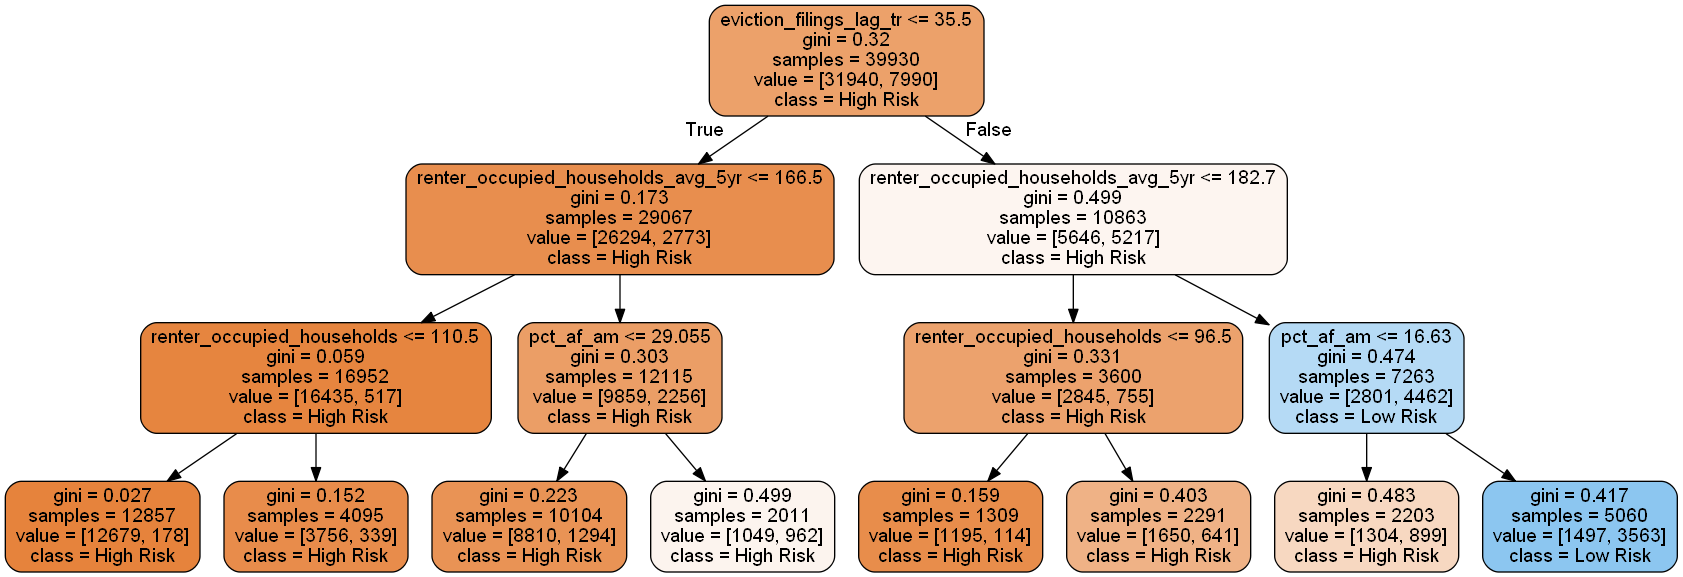 eviction_filings_lag_tr <= 35.5
gini = 0.32
samples = 39930
value = [31940, 7990]
class = High Risk
True
False
renter_occupied_households_avg_5yr <= 166.5
gini = 0.173
samples = 29067
value = [26294, 2773]
class = High Risk
renter_occupied_households_avg_5yr <= 182.7
gini = 0.499
samples = 10863
value = [5646, 5217]
class = High Risk
renter_occupied_households <= 110.5
gini = 0.059
samples = 16952
value = [16435, 517]
class = High Risk
pct_af_am <= 29.055
gini = 0.303
samples = 12115
value = [9859, 2256]
class = High Risk
renter_occupied_households <= 96.5
gini = 0.331
samples = 3600
value = [2845, 755]
class = High Risk
pct_af_am <= 16.63
gini = 0.474
samples = 7263
value = [2801, 4462]
class = Low Risk
gini = 0.027
samples = 12857
value = [12679, 178]
class = High Risk
gini = 0.152
samples = 4095
value = [3756, 339]
class = High Risk
gini = 0.223
samples = 10104
value = [8810, 1294]
class = High Risk
gini = 0.499
samples = 2011
value = [1049, 962]
class = High Risk
gini = 0.159
samples = 1309
value = [1195, 114]
class = High Risk
gini = 0.403
samples = 2291
value = [1650, 641]
class = High Risk
gini = 0.483
samples = 2203
value = [1304, 899]
class = High Risk
gini = 0.417
samples = 5060
value = [1497, 3563]
class = Low Risk